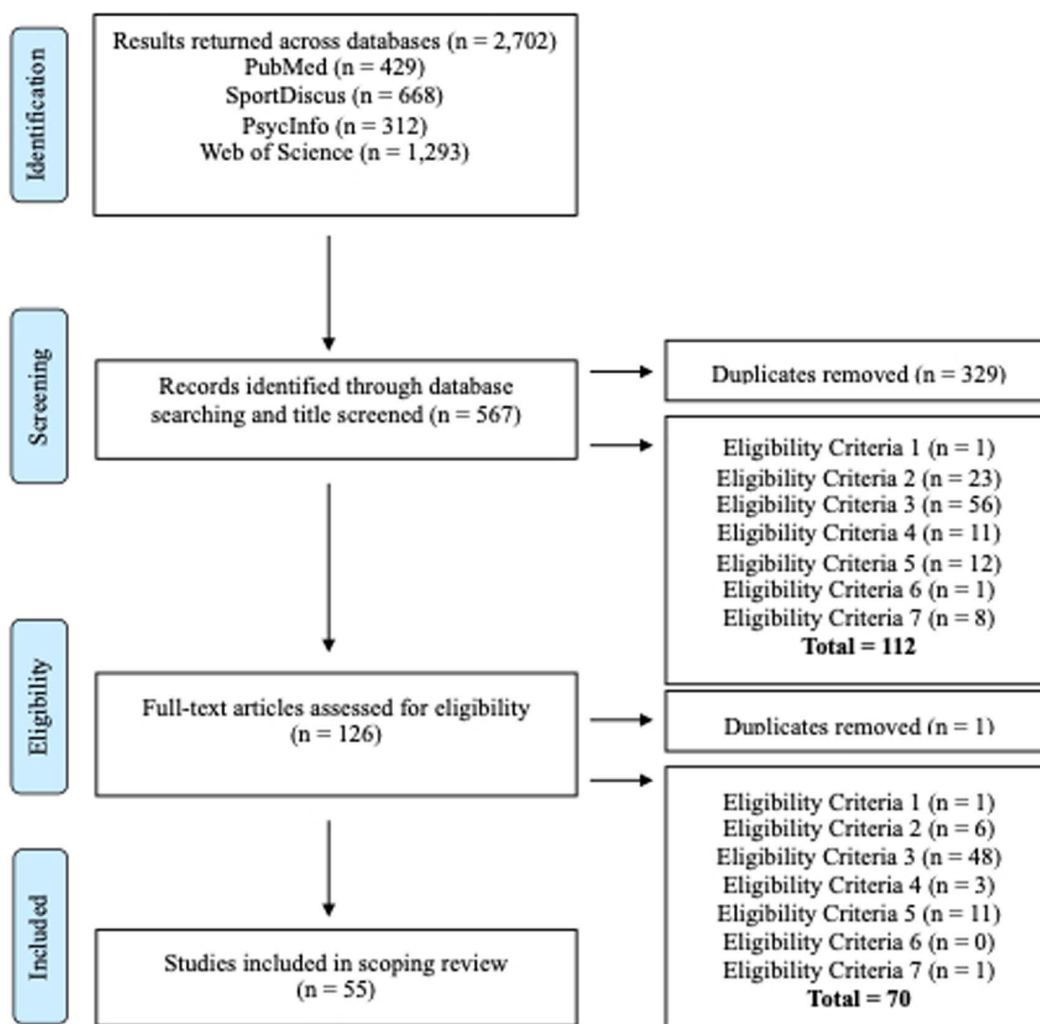 Identification
Results returned across databases (n = 2,702)
PubMed (n = 429)
SportDiscus (n = 668)
PsycInfo (n = 312)
Web of Science (n = 1,293)
Screening
Records identified through database
searching and title screened (n = 567)
Duplicates removed (n = 329)
Eligibility Criteria 1 (n = 1)
Eligibility Criteria 2 (n = 23)
Eligibility Criteria 3 (n = 56)
Eligibility Criteria 4 (n = 11)
Eligibility Criteria 5 (n = 12)
Eligibility Criteria 6 (n = 1)
Eligibility Criteria 7 (n = 8)
Total = 112
Eligibility
Full-text articles assessed for eligibility
(n = 126)
Duplicates removed (n = 1)
Eligibility Criteria 1 (n = 1)
Eligibility Criteria 2 (n = 6)
Eligibility Criteria 3 (n = 48)
Eligibility Criteria 4 (n = 3)
Eligibility Criteria 5 (n = 11)
Eligibility Criteria 6 (n = 0)
Eligibility Criteria 7 (n = 1)
Total = 70
Included
Studies included in scoping review
(n = 55)